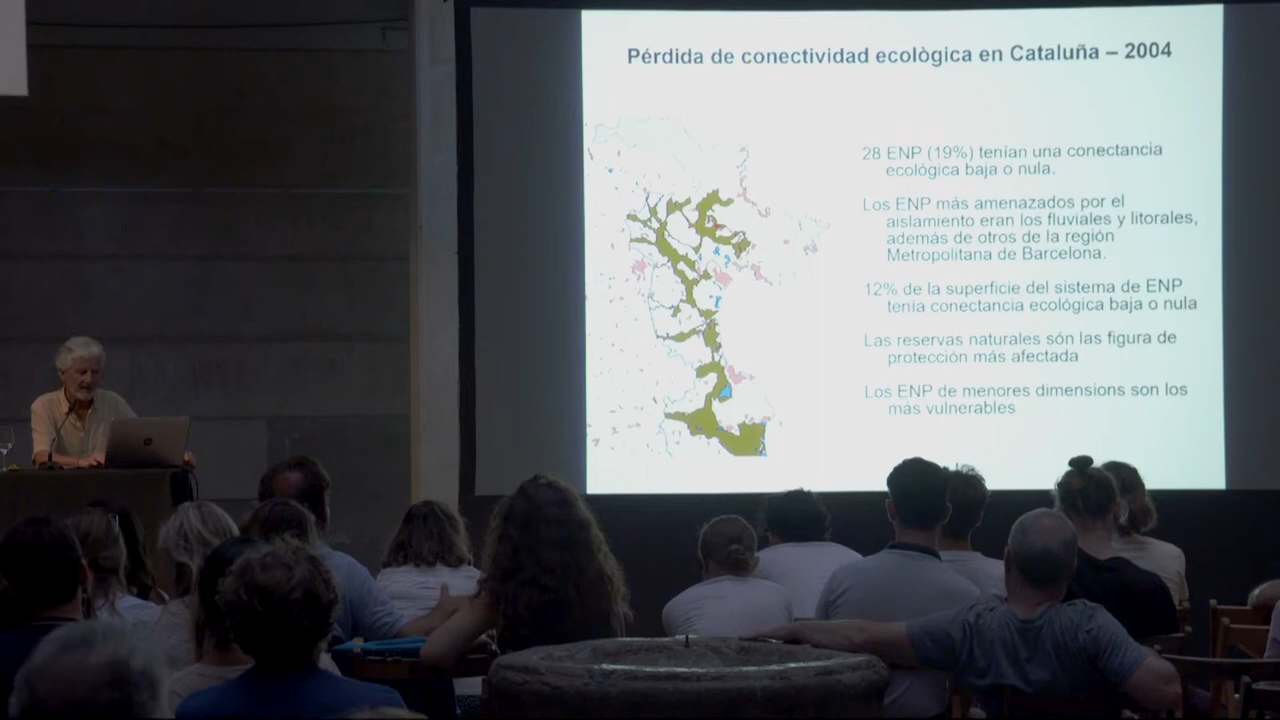 Pérdida de conectividad ecològica en Cataluña – 2004
28 ENP (19%) tenían una conectancia
ecológica baja o nula.
Los ENP más amenazados por el
aislamiento eran los fluviales y litorales,
además de otros de la región
Metropolitana de Barcelona.
12% de la superficie del sistema de ENP
tenía conectancia ecológica baja o nula
Las reservas naturales són las figura de
protección más afectada
Los ENP de menores dimensions son los
más vulnerables